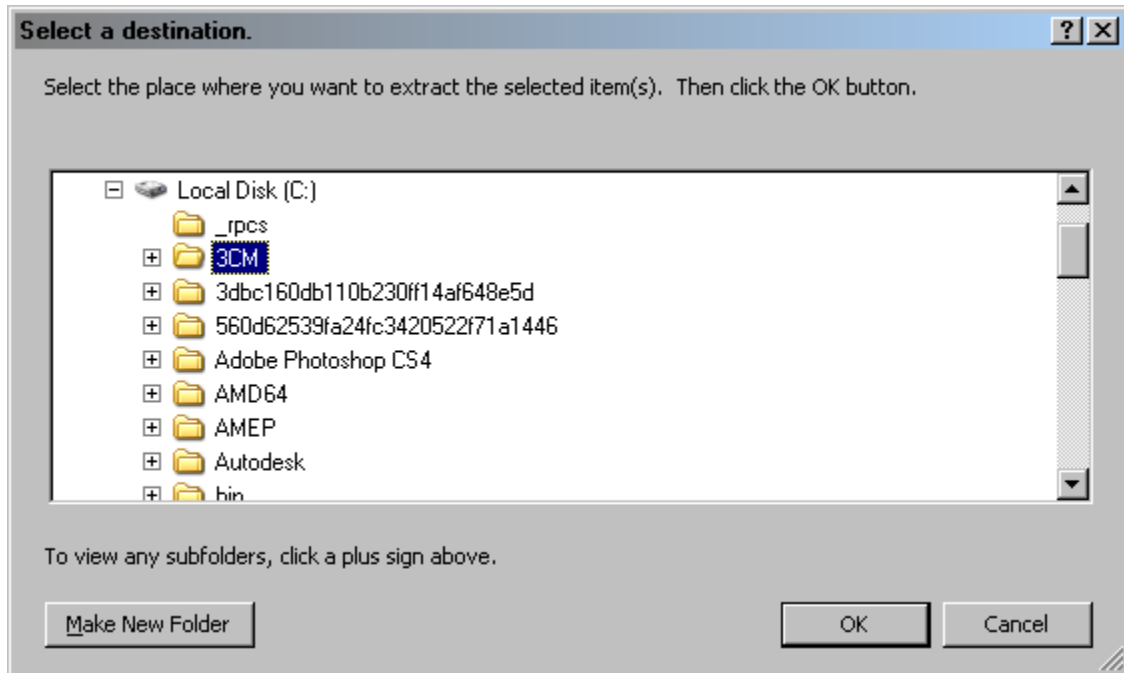 Select a destination.
Select the place where you want to extract the selected item(s). Then click the OK button.
Local Disk (C:)
_rpcs
3CM
3dbc160db110b230ff14af648e5d
560d62539fa24fc3420522f71a1446
Adobe Photoshop CS4
AMD64
AMEP
Autodesk
bin
To view any subfolders, click a plus sign above.
Make New Folder OK Cancel